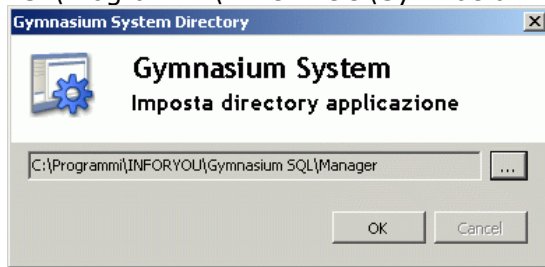 Gymnasium System Directory
Gymnasium System
Imposta directory applicazione
C:\Programmi\INFORYOU\Gymnasium SQL\Manager
...
OK
Cancel